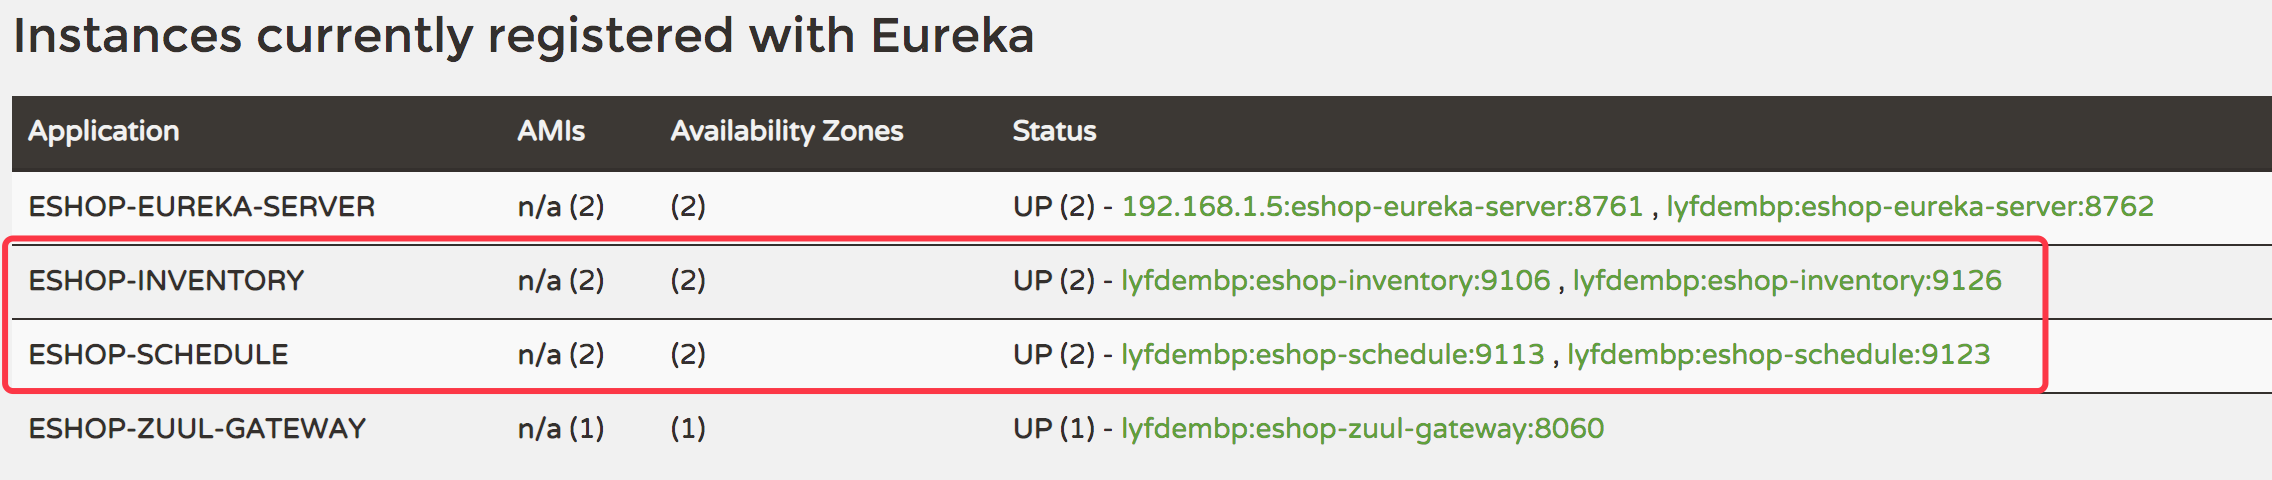 Instances currently registered with Eureka
Application AMIs Availability Zones Status
ESHOP-EUREKA-SERVER n/a (2) (2) UP (2) - 192.168.1.5:eshop-eureka-server:8761 , lyfdembp:eshop-eureka-server:8762
ESHOP-INVENTORY n/a (2) (2) UP (2) - lyfdembp:eshop-inventory:9106 , lyfdembp:eshop-inventory:9126
ESHOP-SCHEDULE n/a (2) (2) UP (2) - lyfdembp:eshop-schedule:9113 , lyfdembp:eshop-schedule:9123
ESHOP-ZUUL-GATEWAY n/a (1) (1) UP (1) - lyfdembp:eshop-zuul-gateway:8060